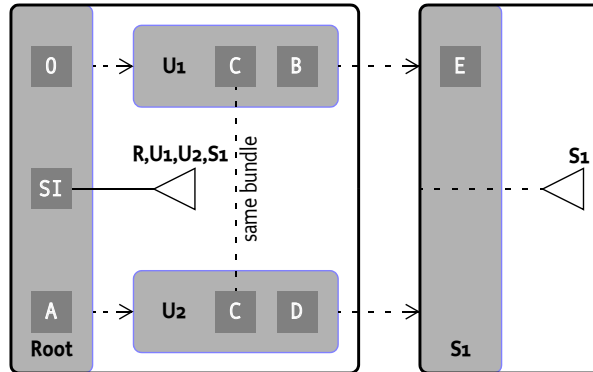 0 U1 C B E
R,U1,U2,S1
SI
same bundle
S1
A U2 C D
Root S1